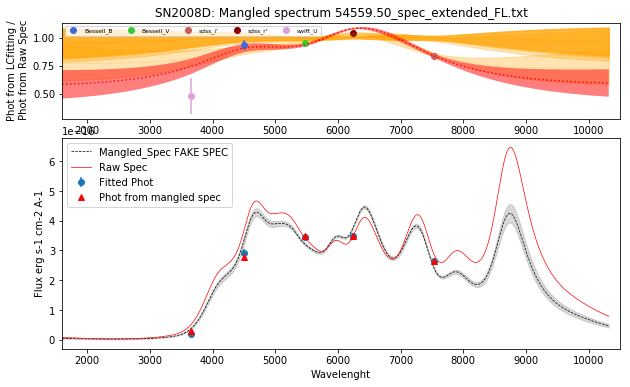 SN2008D: Mangled spectrum 54559.50_spec_extended_FL.txt
Phot from LCfitting /
Phot from Raw Spec
1.00
0.75
0.50
Bessell_B
Bessell_V
sdss_i'
sdss_r'
swift_U
2000 3000 4000 5000 6000 7000 8000 9000 10000
1e−16
Flux erg s-1 cm-2 A-1
6
5
4
3
2
1
0
Mangled_Spec FAKE SPEC
Raw Spec
Fitted Phot
Phot from mangled spec
2000 3000 4000 5000 6000 7000 8000 9000 10000
Wavelenght